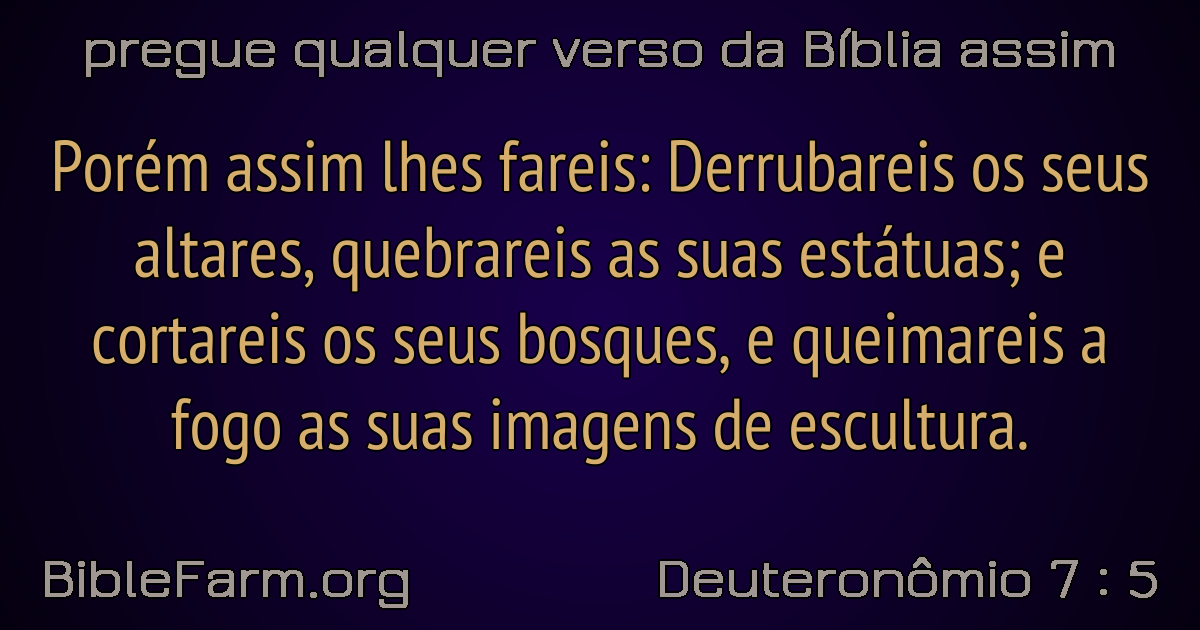 pregue qualquer verso da Bíblia assim
Porém assim lhes fareis: Derrubareis os seus
altares, quebrareis as suas estátuas; e
cortareis os seus bosques, e queimareis a
fogo as suas imagens de escultura.
BibleFarm.org
Deuteronômio 7 : 5